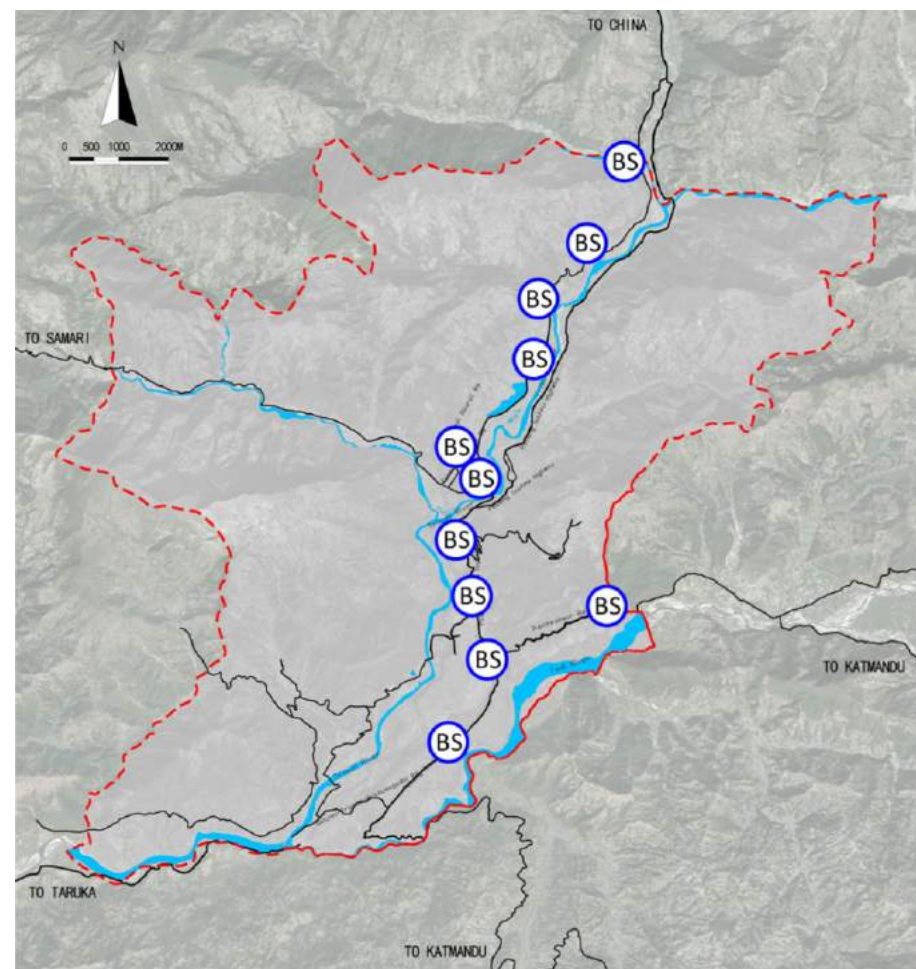 TO CHINA
N
0 500 1000 2000M
BS
BS
BS
TO SAMARI
BS
BS
BS
BS
BS
BS
TO KATMANDU
BS
BS
TO TARUKA
TO KATMANDU